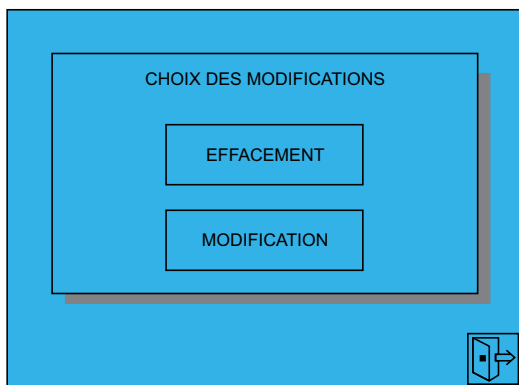 CHOIX DES MODIFICATIONS
EFFACEMENT
MODIFICATION